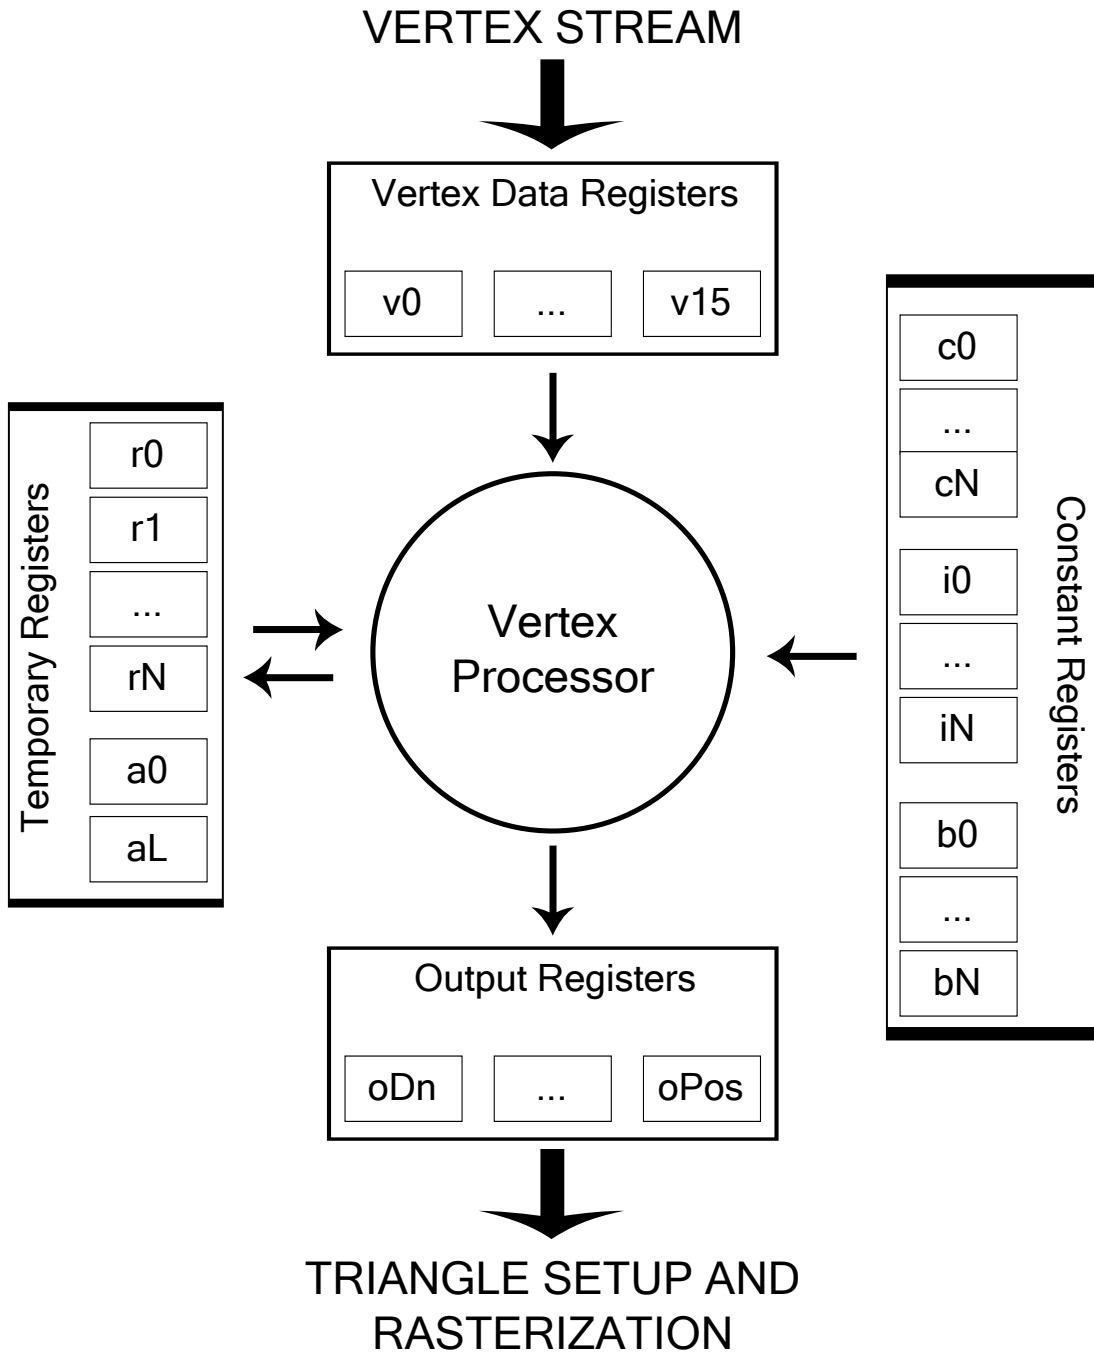 VERTEX STREAM
Vertex Data Registers
v0 ... v15
Temporary Registers
r0
r1
...
rN
a0
aL
Vertex
Processor
Constant Registers
c0
...
cN
i0
...
iN
b0
...
bN
Output Registers
oDn ... oPos
TRIANGLE SETUP AND
RASTERIZATION